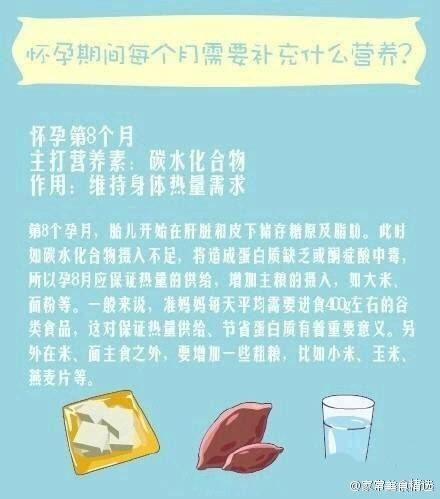 怀孕期间每个月需要补充什么营养?
怀孕第8个月
主打营养素：碳水化合物
作用：维持身体热量需求
第8个孕月，胎儿开始在肝脏和皮下储存糖原及脂肪。此时
如碳水化合物摄入不足，将造成蛋白质缺乏或酮症酸中毒，
所以孕8月应保证热量的供给，增加主粮的摄入，如大米、
面粉等。一般来说，准妈妈每天平均需要进食400g左右的谷
类食品，这对保证热量供给、节省蛋白质有着重要意义。另
外在米、面主食之外，要增加一些粗粮，比如小米、玉米、
燕麦片等。
@家常美食精选